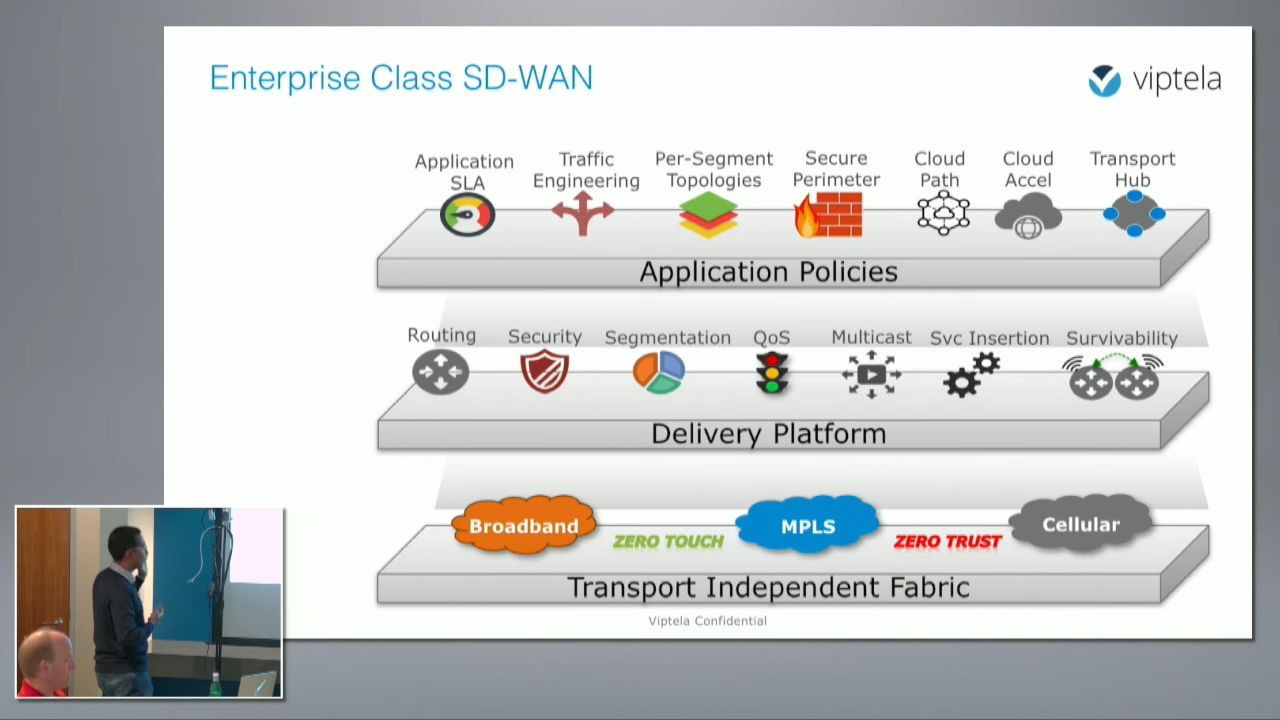 Enterprise Class SD-WAN
viptela
Application
SLA
Traffic
Engineering
Per-Segment
Topologies
Secure
Perimeter
Cloud
Path
Cloud
Accel
Transport
Hub
Application Policies
Routing
Security
Segmentation
QoS
Multicast
Svc Insertion
Survivability
Delivery Platform
Broadband
ZERO TOUCH
MPLS
ZERO TRUST
Cellular
Transport Independent Fabric
Viptela Confidential